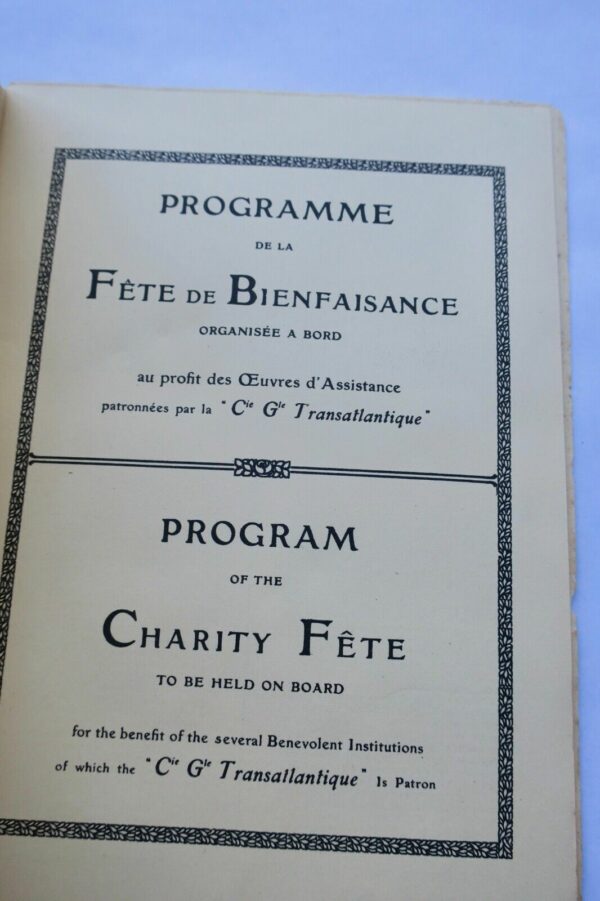 PROGRAMME
DE LA
FÊTE DE BIENFAISANCE
ORGANISÉE A BORD
au profit des Œuvres d'Assistance
patronnées par la "Cie Gle Transatlantique"
PROGRAM
OF THE
CHARITY FÊTE
TO BE HELD ON BOARD
for the benefit of the several Benevolent Institutions
of which the "Cie Gle Transatlantique" Is Patron